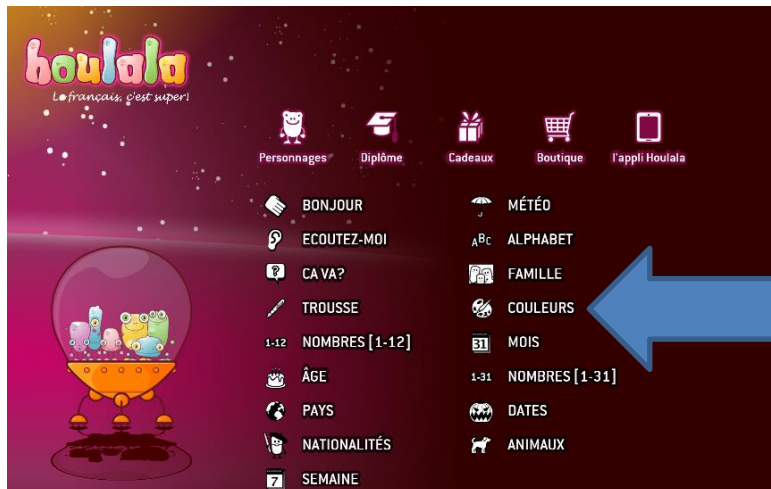 boulala
Le français, c'est super!
Personnages
Diplôme
Cadeaux
Boutique
l'appli Houlala
BONJOUR
ECOUTEZ-MOI
? CA VA?
TROUSSE
1-12 NOMBRES [1-12]
ÂGE
PAYS
NATIONALITÉS
7 SEMAINE
MÉTÉO
ABC ALPHABET
FAMILLE
COULEURS
31 MOIS
1-31 NOMBRES [1-31]
DATES
ANIMAUX